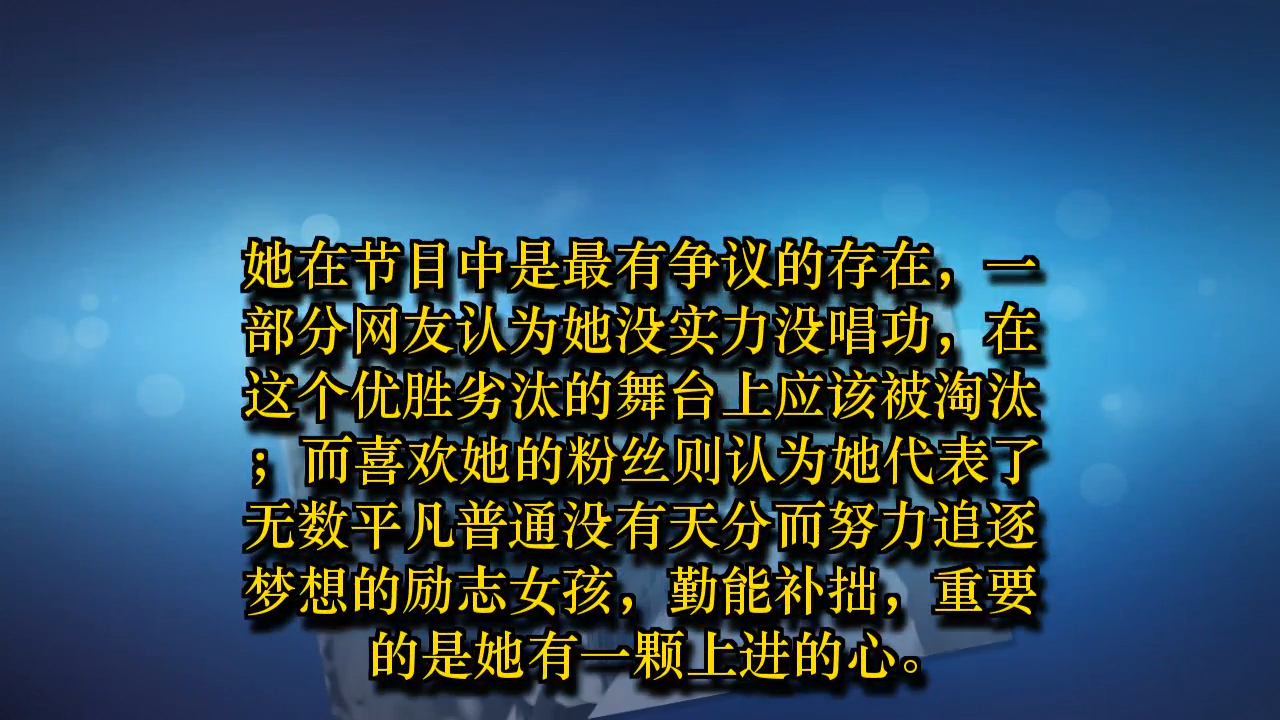 她在节目中是最有争议的存在，一
部分网友认为她没实力没唱功，在
这个优胜劣汰的舞台上应该被淘汰
；而喜欢她的粉丝则认为她代表了
无数平凡普通没有天分而努力追逐
梦想的励志女孩，勤能补拙，重要
的是她有一颗上进的心。